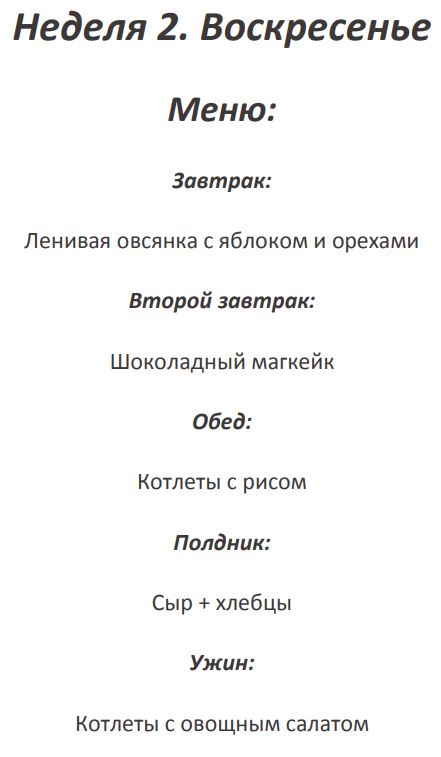 Неделя 2. Воскресенье
Меню:
Завтрак:
Ленивая овсянка с яблоком и орехами
Второй завтрак:
Шоколадный магкейк
Обед:
Котлеты с рисом
Полдник:
Сыр + хлебцы
Ужин:
Котлеты с овощным салатом